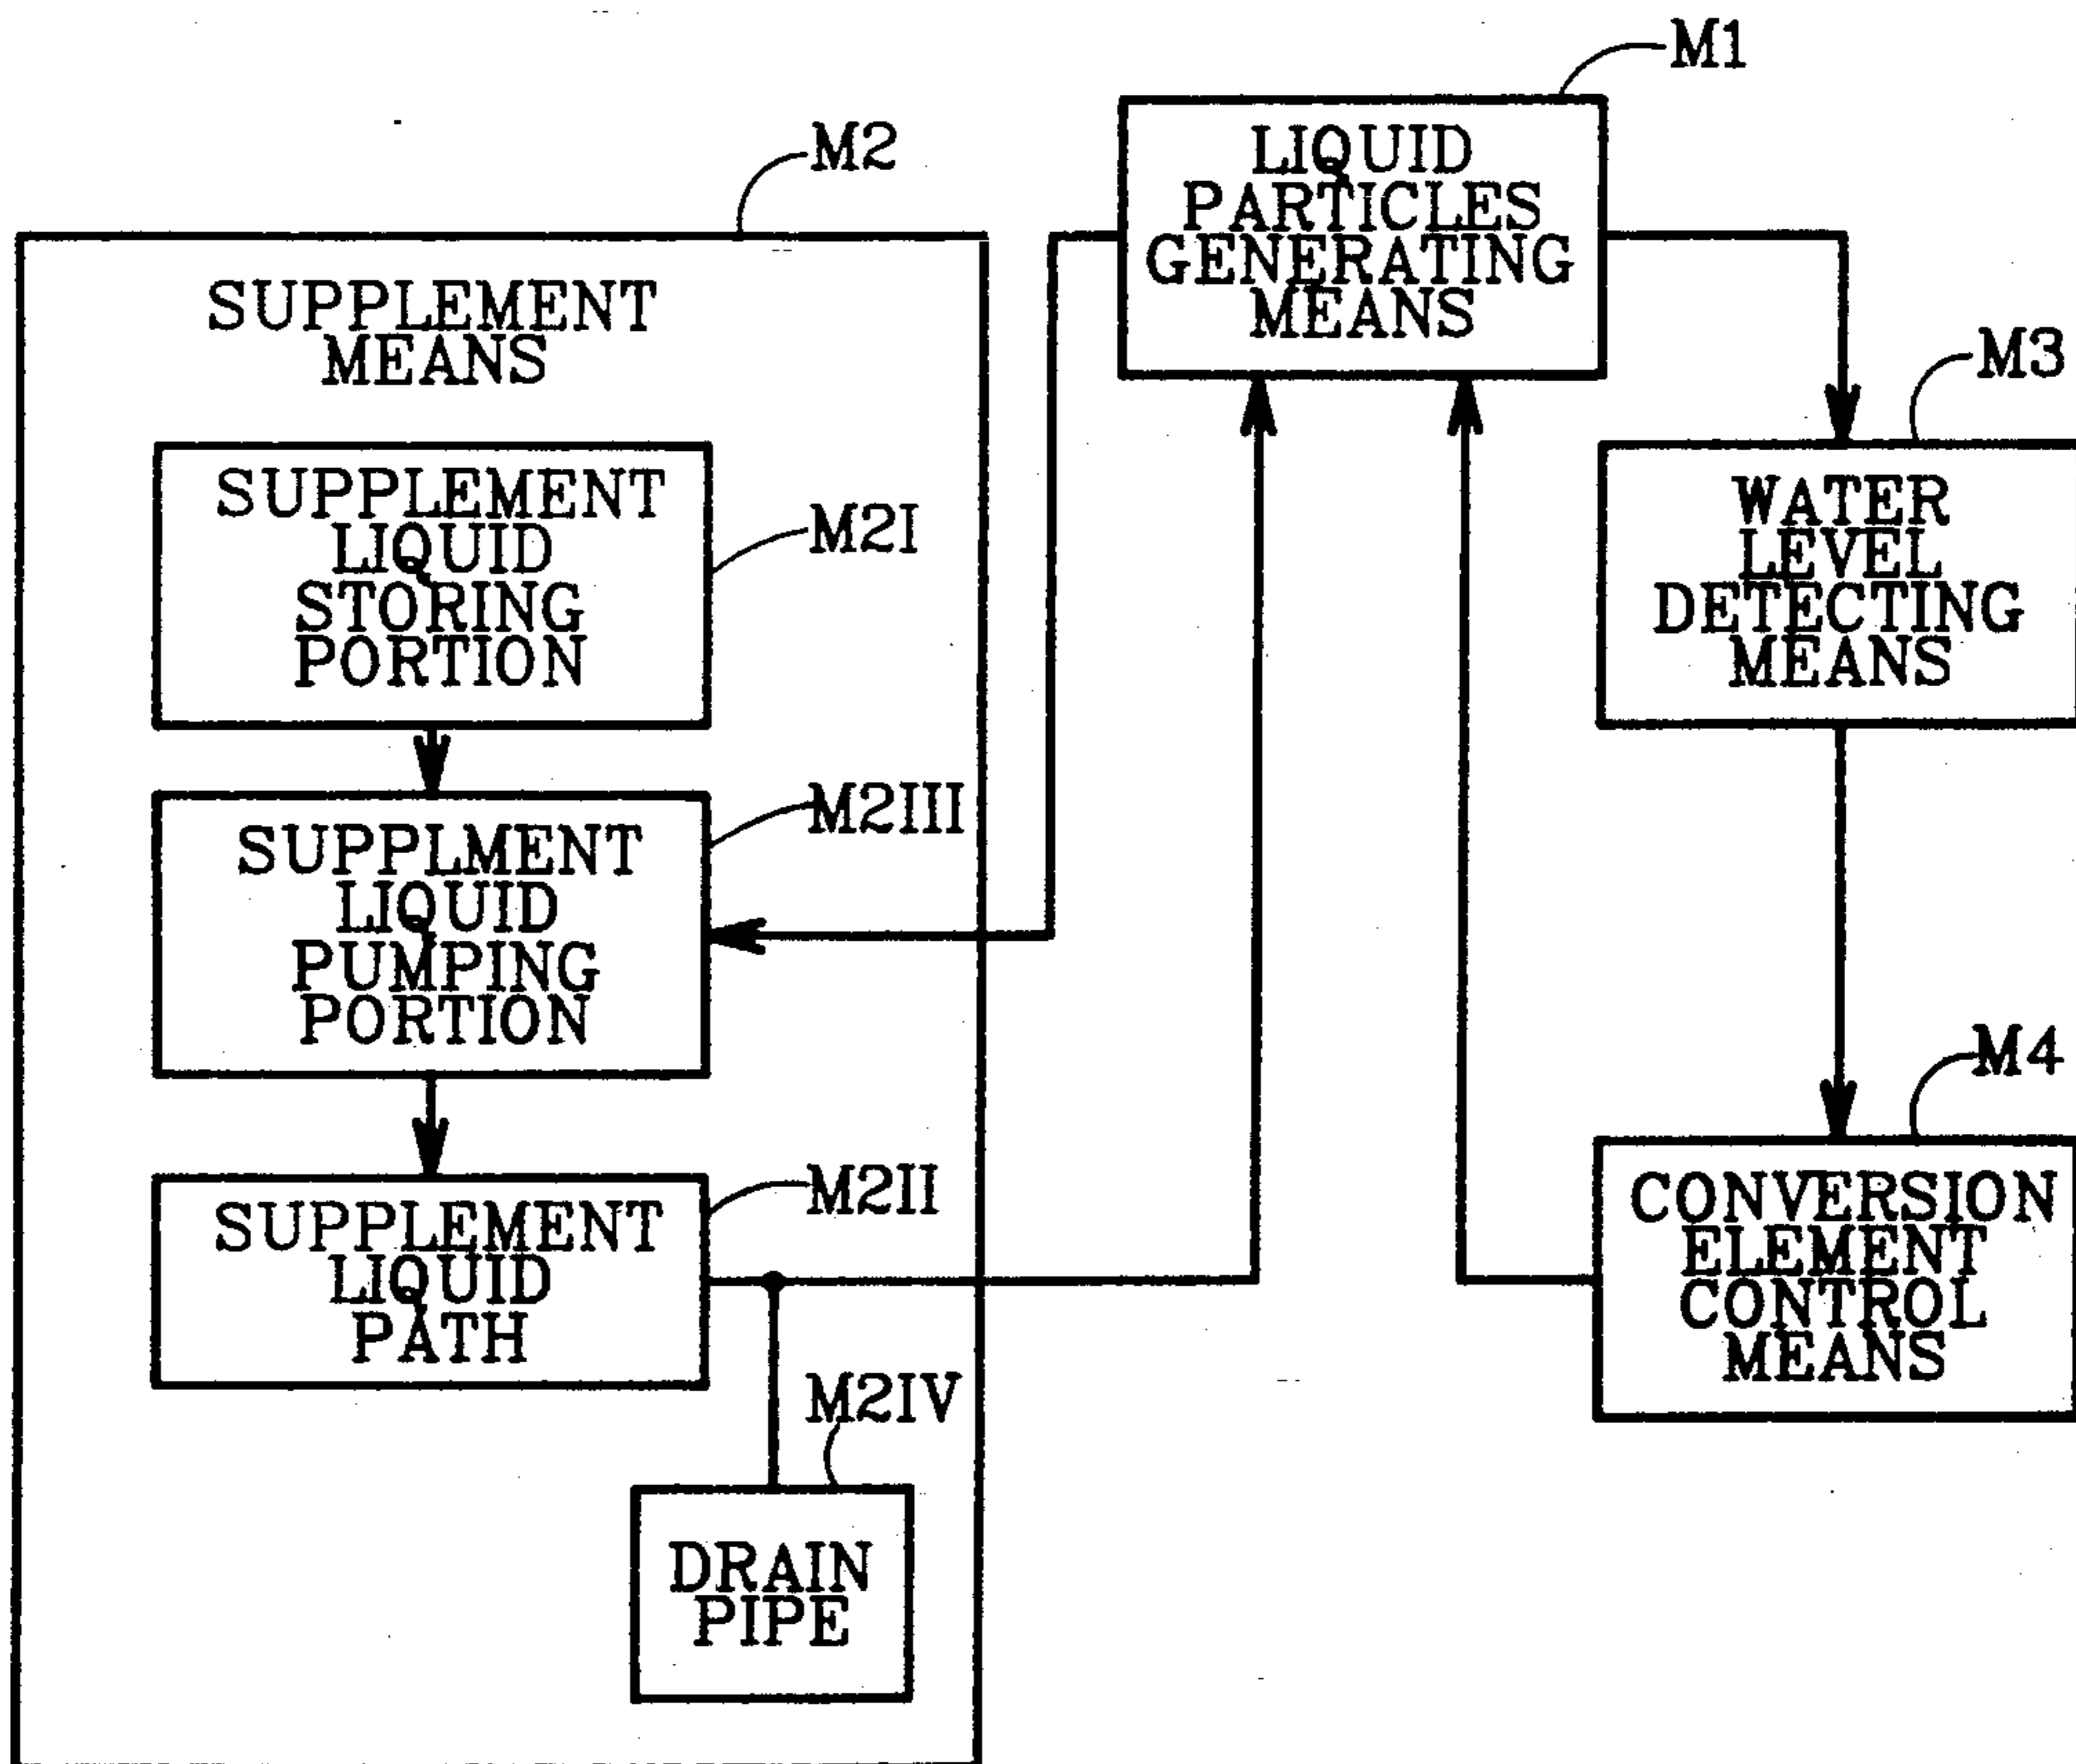 M1
LIQUID
PARTICLES
GENERATING
MEANS
M2
SUPPLEMENT
MEANS
SUPPLEMENT
LIQUID
STORING
PORTION
M2I
SUPPLMENT
LIQUID
PUMPING
PORTION
M2III
SUPPLEMENT
LIQUID
PATH
M2II
DRAIN
PIPE
M2IV
M3
WATER
LEVEL
DETECTING
MEANS
M4
CONVERSION
ELEMENT
CONTROL
MEANS